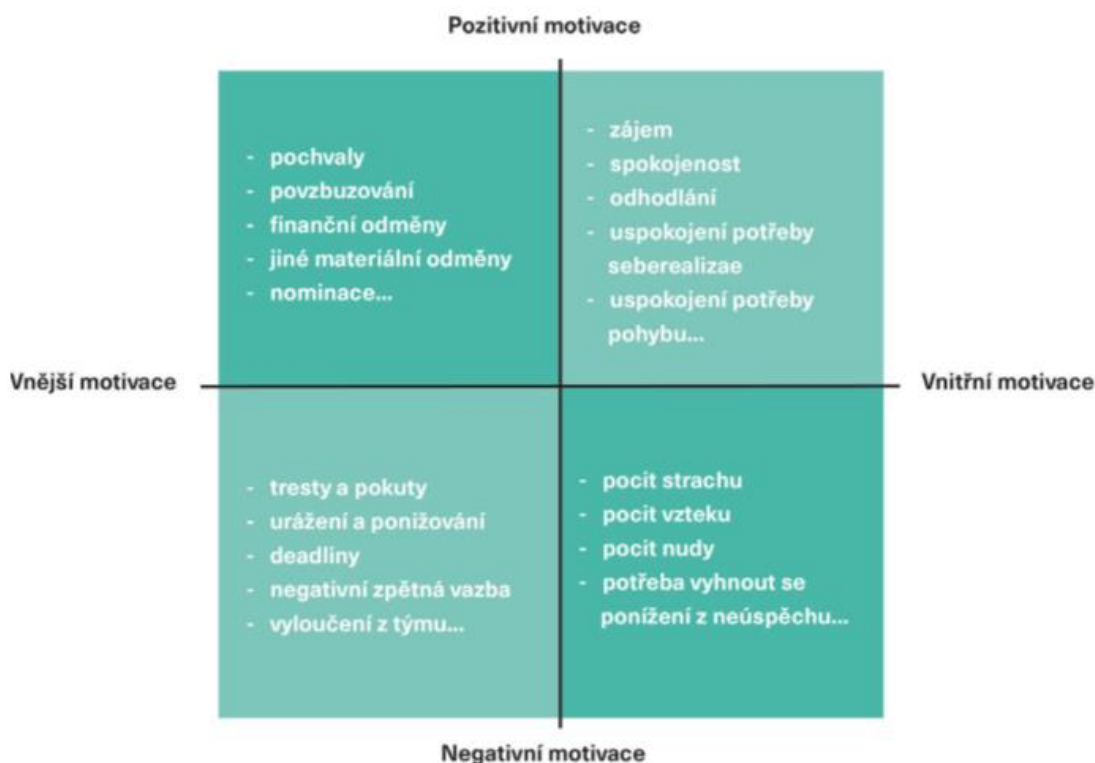 Pozitivní motivace
- pochvaly
- povzbuzování
- finanční odměny
- jiné materiální odměny
- nominace...
- zájem
- spokojenost
- odhodlání
- uspokojení potřeby
seberealizae
- uspokojení potřeby
pohybu...
Vnější motivace
Vnitřní motivace
- tresty a pokuty
- urážení a ponižování
- deadliny
- negativní zpětná vazba
- vyloučení z týmu...
- pocit strachu
- pocit vzteku
- pocit nudy
- potřeba vyhnout se
ponížení z neúspěchu...
Negativní motivace